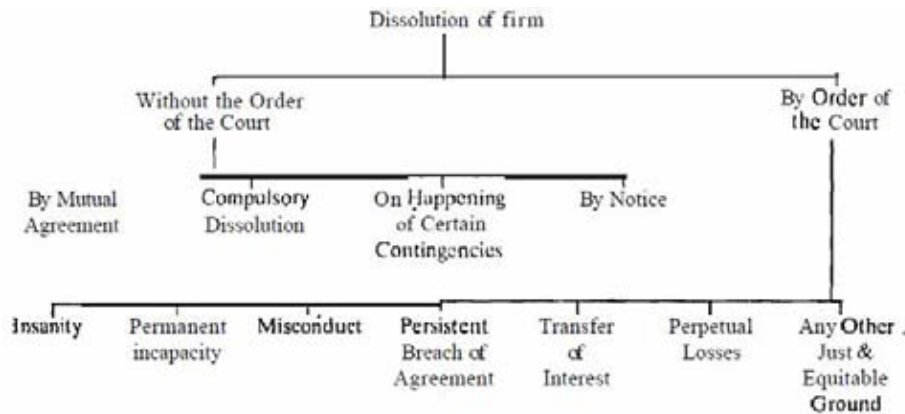 Dissolution of firm
Without the Order
of the Court
By Order of
the Court
By Mutual
Agreement
Compulsory
Dissolution
On Happening
of Certain
Contingencies
By Notice
Insanity
Permanent
incapacity
Misconduct
Persistent
Breach of
Agreement
Transfer
of
Interest
Perpetual
Losses
Any Other
Just &
Equitable
Ground